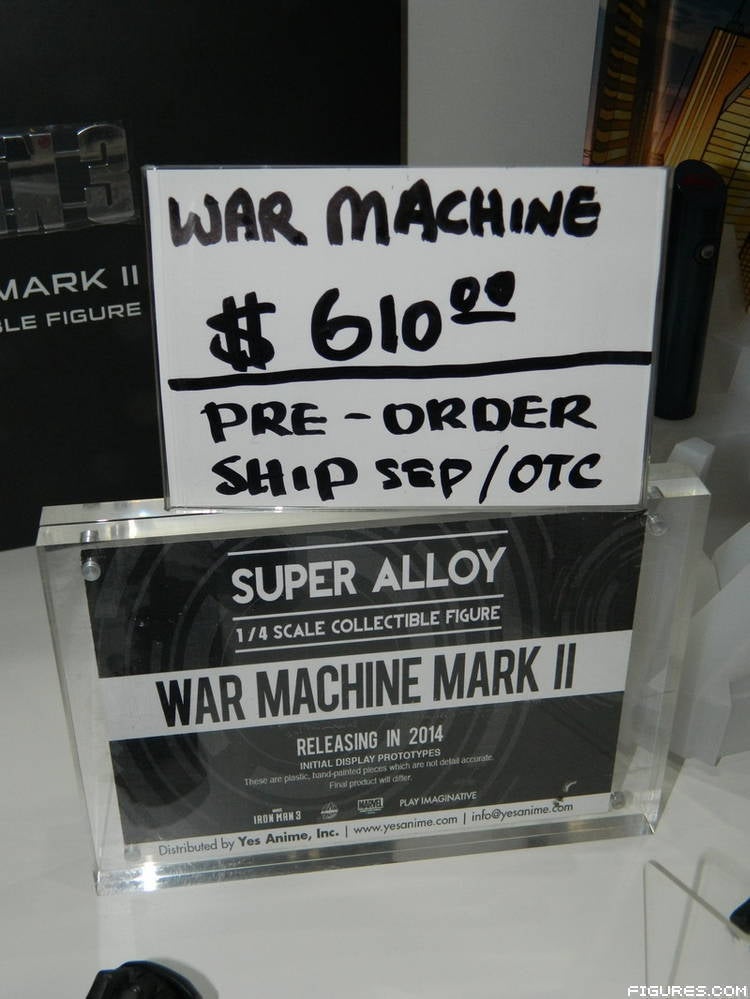 N 3
MARK II
LE FIGURE
WAR MACHINE
$ 610.00
PRE-ORDER
SHIP SEP/OTC
SUPER ALLOY
1/4 SCALE COLLECTIBLE FIGURE
WAR MACHINE MARK II
RELEASING IN 2014
INITIAL DISPLAY PROTOTYPES
These are plastic, hand-painted pieces which are not detail accurate.
Final product will differ.
IRON MAN 3 MARVEL PLAY IMAGINATIVE
Distributed by Yes Anime, Inc. | www.yesanime.com | info@yesanime.com
FIGURES.COM